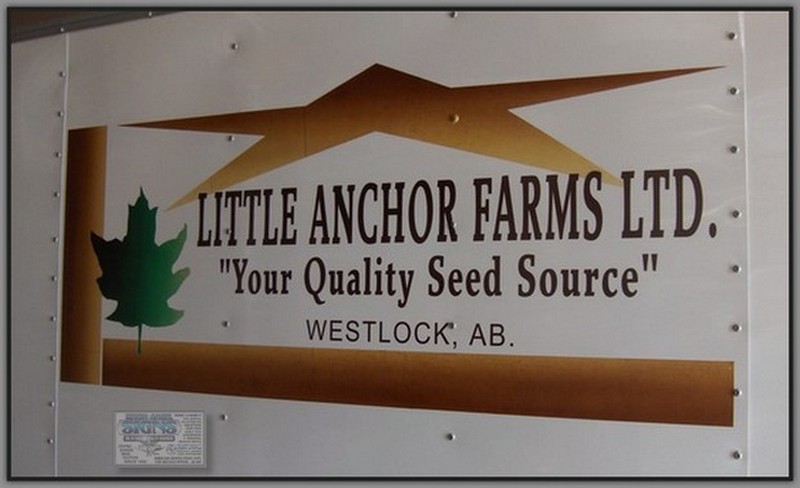 LITTLE ANCHOR FARMS LTD.
"Your Quality Seed Source"
WESTLOCK, AB.